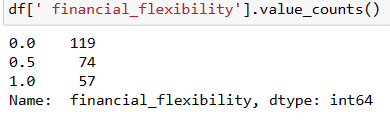 df[' financial_flexibility'].value_counts()
0.0    119
0.5     74
1.0     57
Name:  financial_flexibility, dtype: int64